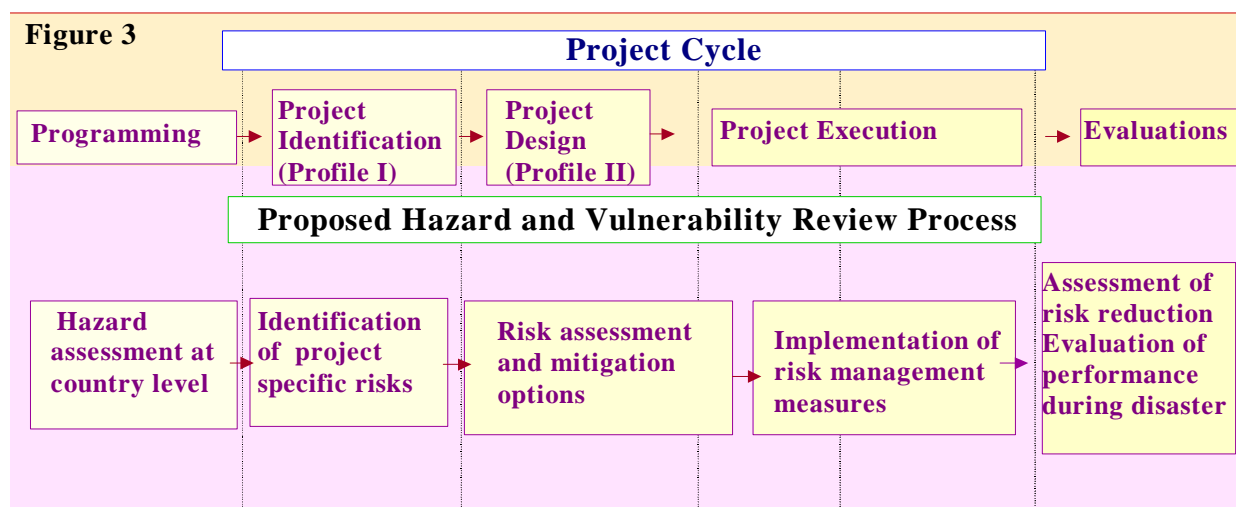 Figure 3
Project Cycle
Programming
Project
Identification
(Profile I)
Project
Design
(Profile II)
Project Execution
Evaluations
Proposed Hazard and Vulnerability Review Process
Hazard
assessment at
country level
Identification
of project
specific risks
Risk assessment
and mitigation
options
Implementation of
risk management
measures
Assessment of
risk reduction
Evaluation of
performance
during disaster